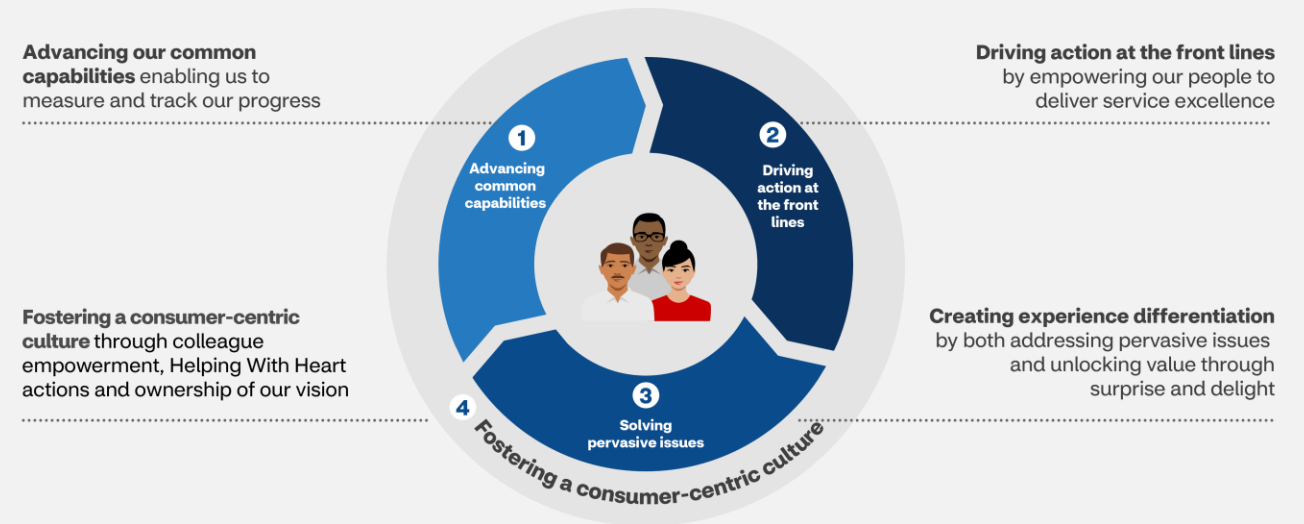 Advancing our common
capabilities enabling us to
measure and track our progress
Driving action at the front lines
by empowering our people to
deliver service excellence
1
Advancing
common
capabilities
2
Driving
action at
the front
lines
Fostering a consumer-centric
culture through colleague
empowerment, Helping With Heart
actions and ownership of our vision
Creating experience differentiation
by both addressing pervasive issues
and unlocking value through
surprise and delight
3
Solving
pervasive issues
4
Fostering a consumer-centric culture